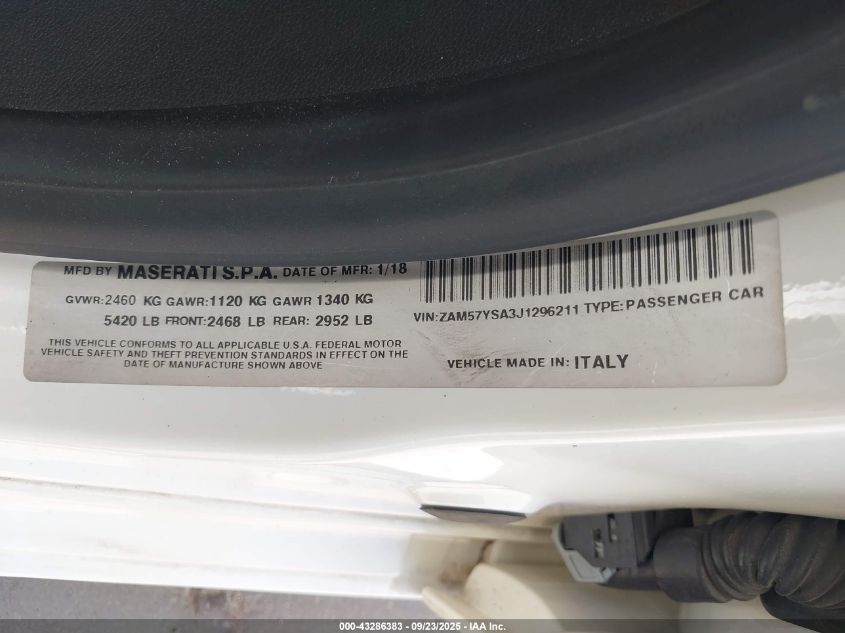 MFD BY MASERATI S.P.A. DATE OF MFR: 1/18
GVWR:2460 KG GAWR:1120 KG GAWR 1340 KG
5420 LB FRONT:2468 LB REAR: 2952 LB
THIS VEHICLE CONFORMS TO ALL APPLICABLE U.S.A. FEDERAL MOTOR
VEHICLE SAFETY AND THEFT PREVENTION STANDARDS IN EFFECT ON THE
DATE OF MANUFACTURE SHOWN ABOVE
VIN:ZAM57YSA3J1296211 TYPE:PASSENGER CAR
VEHICLE MADE IN: ITALY
000-43286383 - 09/23/2025 - IAA Inc.